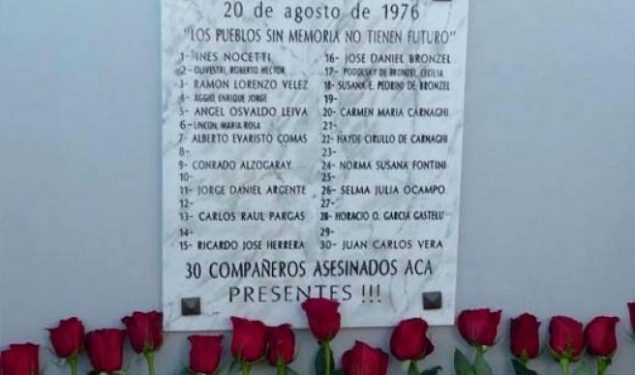 20 de agosto de 1976
"LOS PUEBLOS SIN MEMORIA NO TIENEN FUTURO"
1- INES NOCETTI
2- OLIVESTRI, ROBERTO HECTOR
3- RAMON LORENZO VELEZ
4- AGGIO, ENRIQUE JORGE
5- ANGEL OSVALDO LEIVA
6- LINCON, MARIA ROSA
7- ALBERTO EVARISTO COMAS
8-
9- CONRADO ALZOGARAY
10-
11- JORGE DANIEL ARGENTE
12-
13- CARLOS RAUL PARGAS
14-
15- RICARDO JOSE HERRERA
16- JOSE DANIEL BRONZEL
17- PODOLSKY DE BRONZEL, CECILIA
18- SUSANA E. PEDRINI DE BRONZEL
19-
20- CARMEN MARIA CARNAGHI
21-
22- HAYDE CIRULLO DE CARNAGHI
23-
24- NORMA SUSANA FONTINI
25-
26- SELMA JULIA OCAMPO
27-
28- HORACIO O. GARCIA GASTELU
29-
30- JUAN CARLOS VERA
30 COMPAÑEROS ASESINADOS ACA
PRESENTES !!!